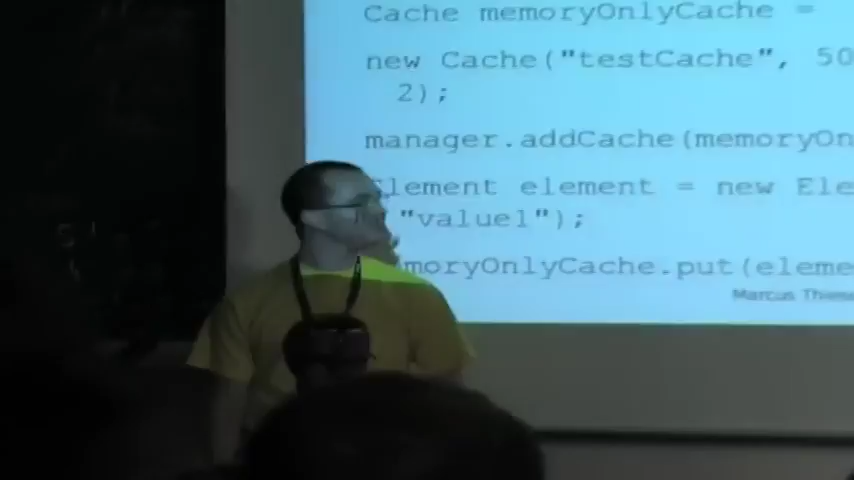 Cache memoryOnlyCache =
new Cache("testCache", 50
2);
manager.addCache(memoryOn
Element element = new Ele
"value1");
moryOnlyCache.put(eleme
Marcus Thiese